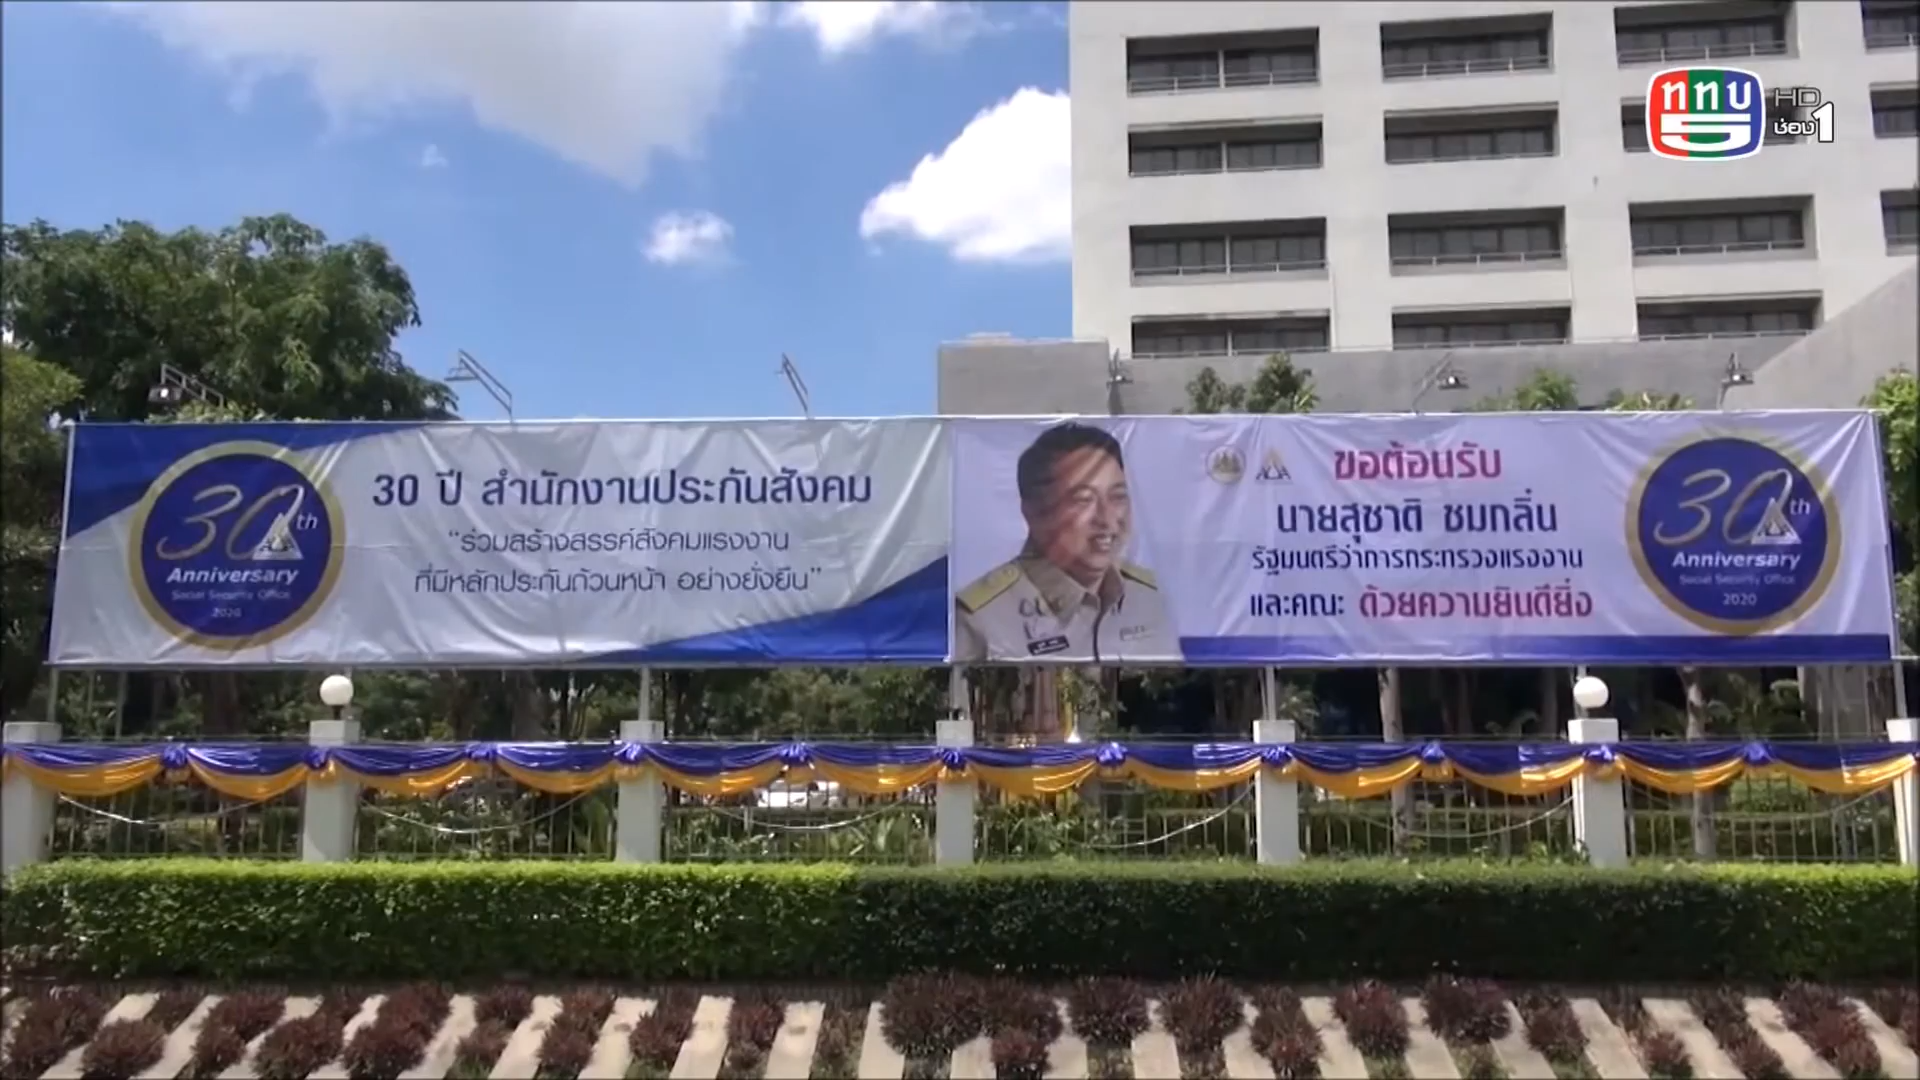 ททบ
5
HD
ช่อง1
30 ปี สำนักงานประกันสังคม
“ร่วมสร้างสรรค์สังคมแรงงาน
ที่มีหลักประกันถ้วนหน้า อย่างยั่งยืน”
30th
Anniversary
Social Security Office
2020
ขอต้อนรับ
นายสุชาติ ชมกลิ่น
รัฐมนตรีว่าการกระทรวงแรงงาน
และคณะ ด้วยความยินดียิ่ง
30th
Anniversary
Social Security Office
2020